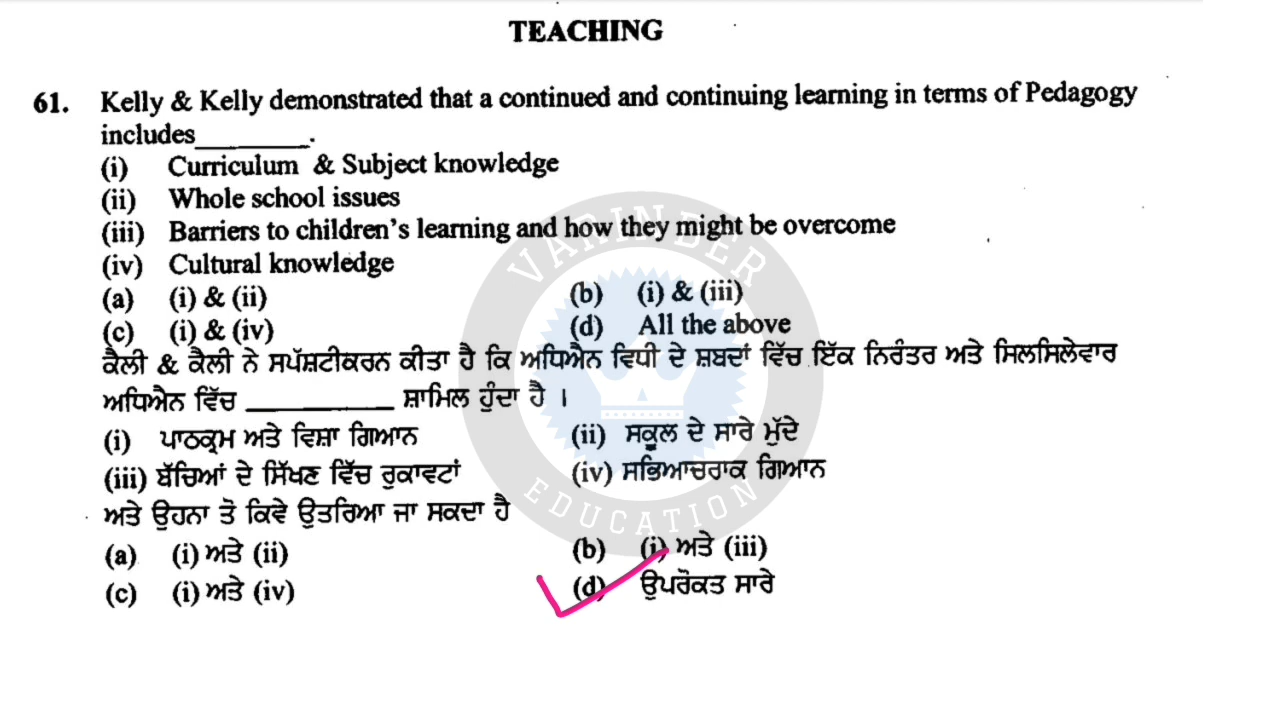 TEACHING
61. Kelly & Kelly demonstrated that a continued and continuing learning in terms of Pedagogy
includes________.
(i) Curriculum & Subject knowledge
(ii) Whole school issues
(iii) Barriers to children's learning and how they might be overcome
(iv) Cultural knowledge
(a) (i) & (ii) (b) (i) & (iii)
(c) (i) & (iv) (d) All the above
ਕੈਲੀ & ਕੈਲੀ ਨੇ ਸਪੱਸ਼ਟੀਕਰਨ ਕੀਤਾ ਹੈ ਕਿ ਅਧਿਐਨ ਵਿਧੀ ਦੇ ਸ਼ਬਦਾਂ ਵਿੱਚ ਇੱਕ ਨਿਰੰਤਰ ਅਤੇ ਸਿਲਸਿਲੇਵਾਰ
ਅਧਿਐਨ ਵਿੱਚ __________ ਸ਼ਾਮਿਲ ਹੁੰਦਾ ਹੈ ।
(i) ਪਾਠਕ੍ਰਮ ਅਤੇ ਵਿਸ਼ਾ ਗਿਆਨ (ii) ਸਕੂਲ ਦੇ ਸਾਰੇ ਮੁੱਦੇ
(iii) ਬੱਚਿਆਂ ਦੇ ਸਿੱਖਣ ਵਿੱਚ ਰੁਕਾਵਟਾਂ (iv) ਸਭਿਆਚਰਾਕ ਗਿਆਨ
ਅਤੇ ਉਹਨਾ ਤੋ ਕਿਵੇ ਉਤਰਿਆ ਜਾ ਸਕਦਾ ਹੈ
(a) (i) ਅਤੇ (ii) (b) (i) ਅਤੇ (iii)
(c) (i) ਅਤੇ (iv) (d) ਉਪਰੋਕਤ ਸਾਰੇ
VARINDER
EDUCATION